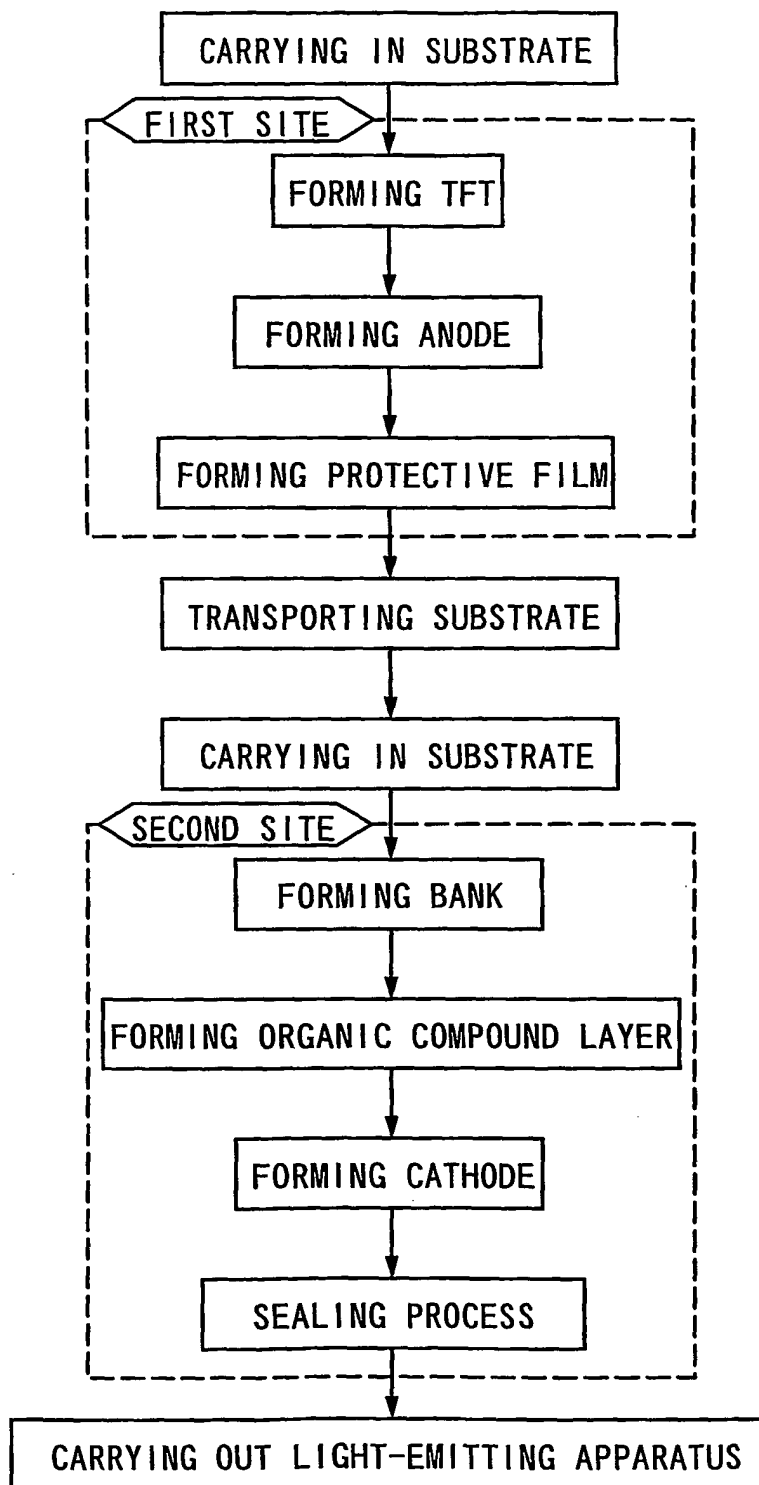 CARRYING IN SUBSTRATE
FIRST SITE
FORMING TFT
FORMING ANODE
FORMING PROTECTIVE FILM
TRANSPORTING SUBSTRATE
CARRYING IN SUBSTRATE
SECOND SITE
FORMING BANK
FORMING ORGANIC COMPOUND LAYER
FORMING CATHODE
SEALING PROCESS
CARRYING OUT LIGHT-EMITTING APPARATUS